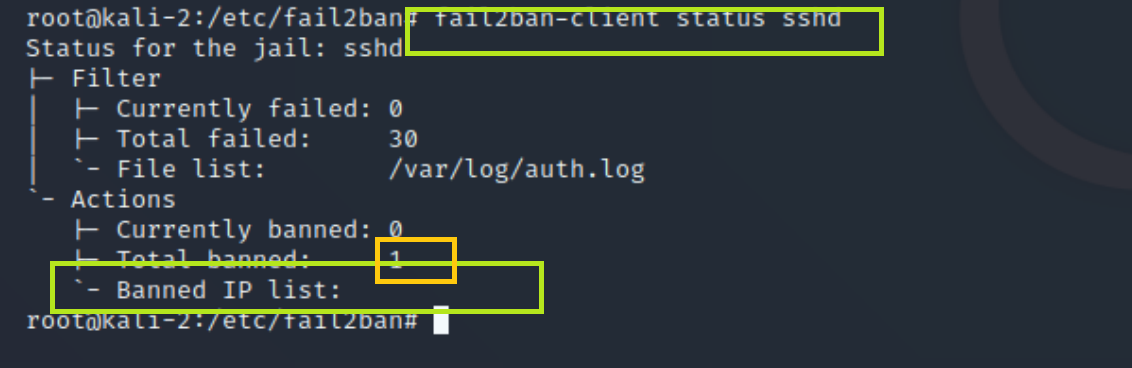 root@kali-2:/etc/fail2ban# fail2ban-client status sshd
Status for the jail: sshd
|- Filter
|  |- Currently failed: 0
|  |- Total failed:     30
|  `- File list:        /var/log/auth.log
`- Actions
   |- Currently banned: 0
   |- Total banned:     1
   `- Banned IP list:
root@kali-2:/etc/fail2ban#